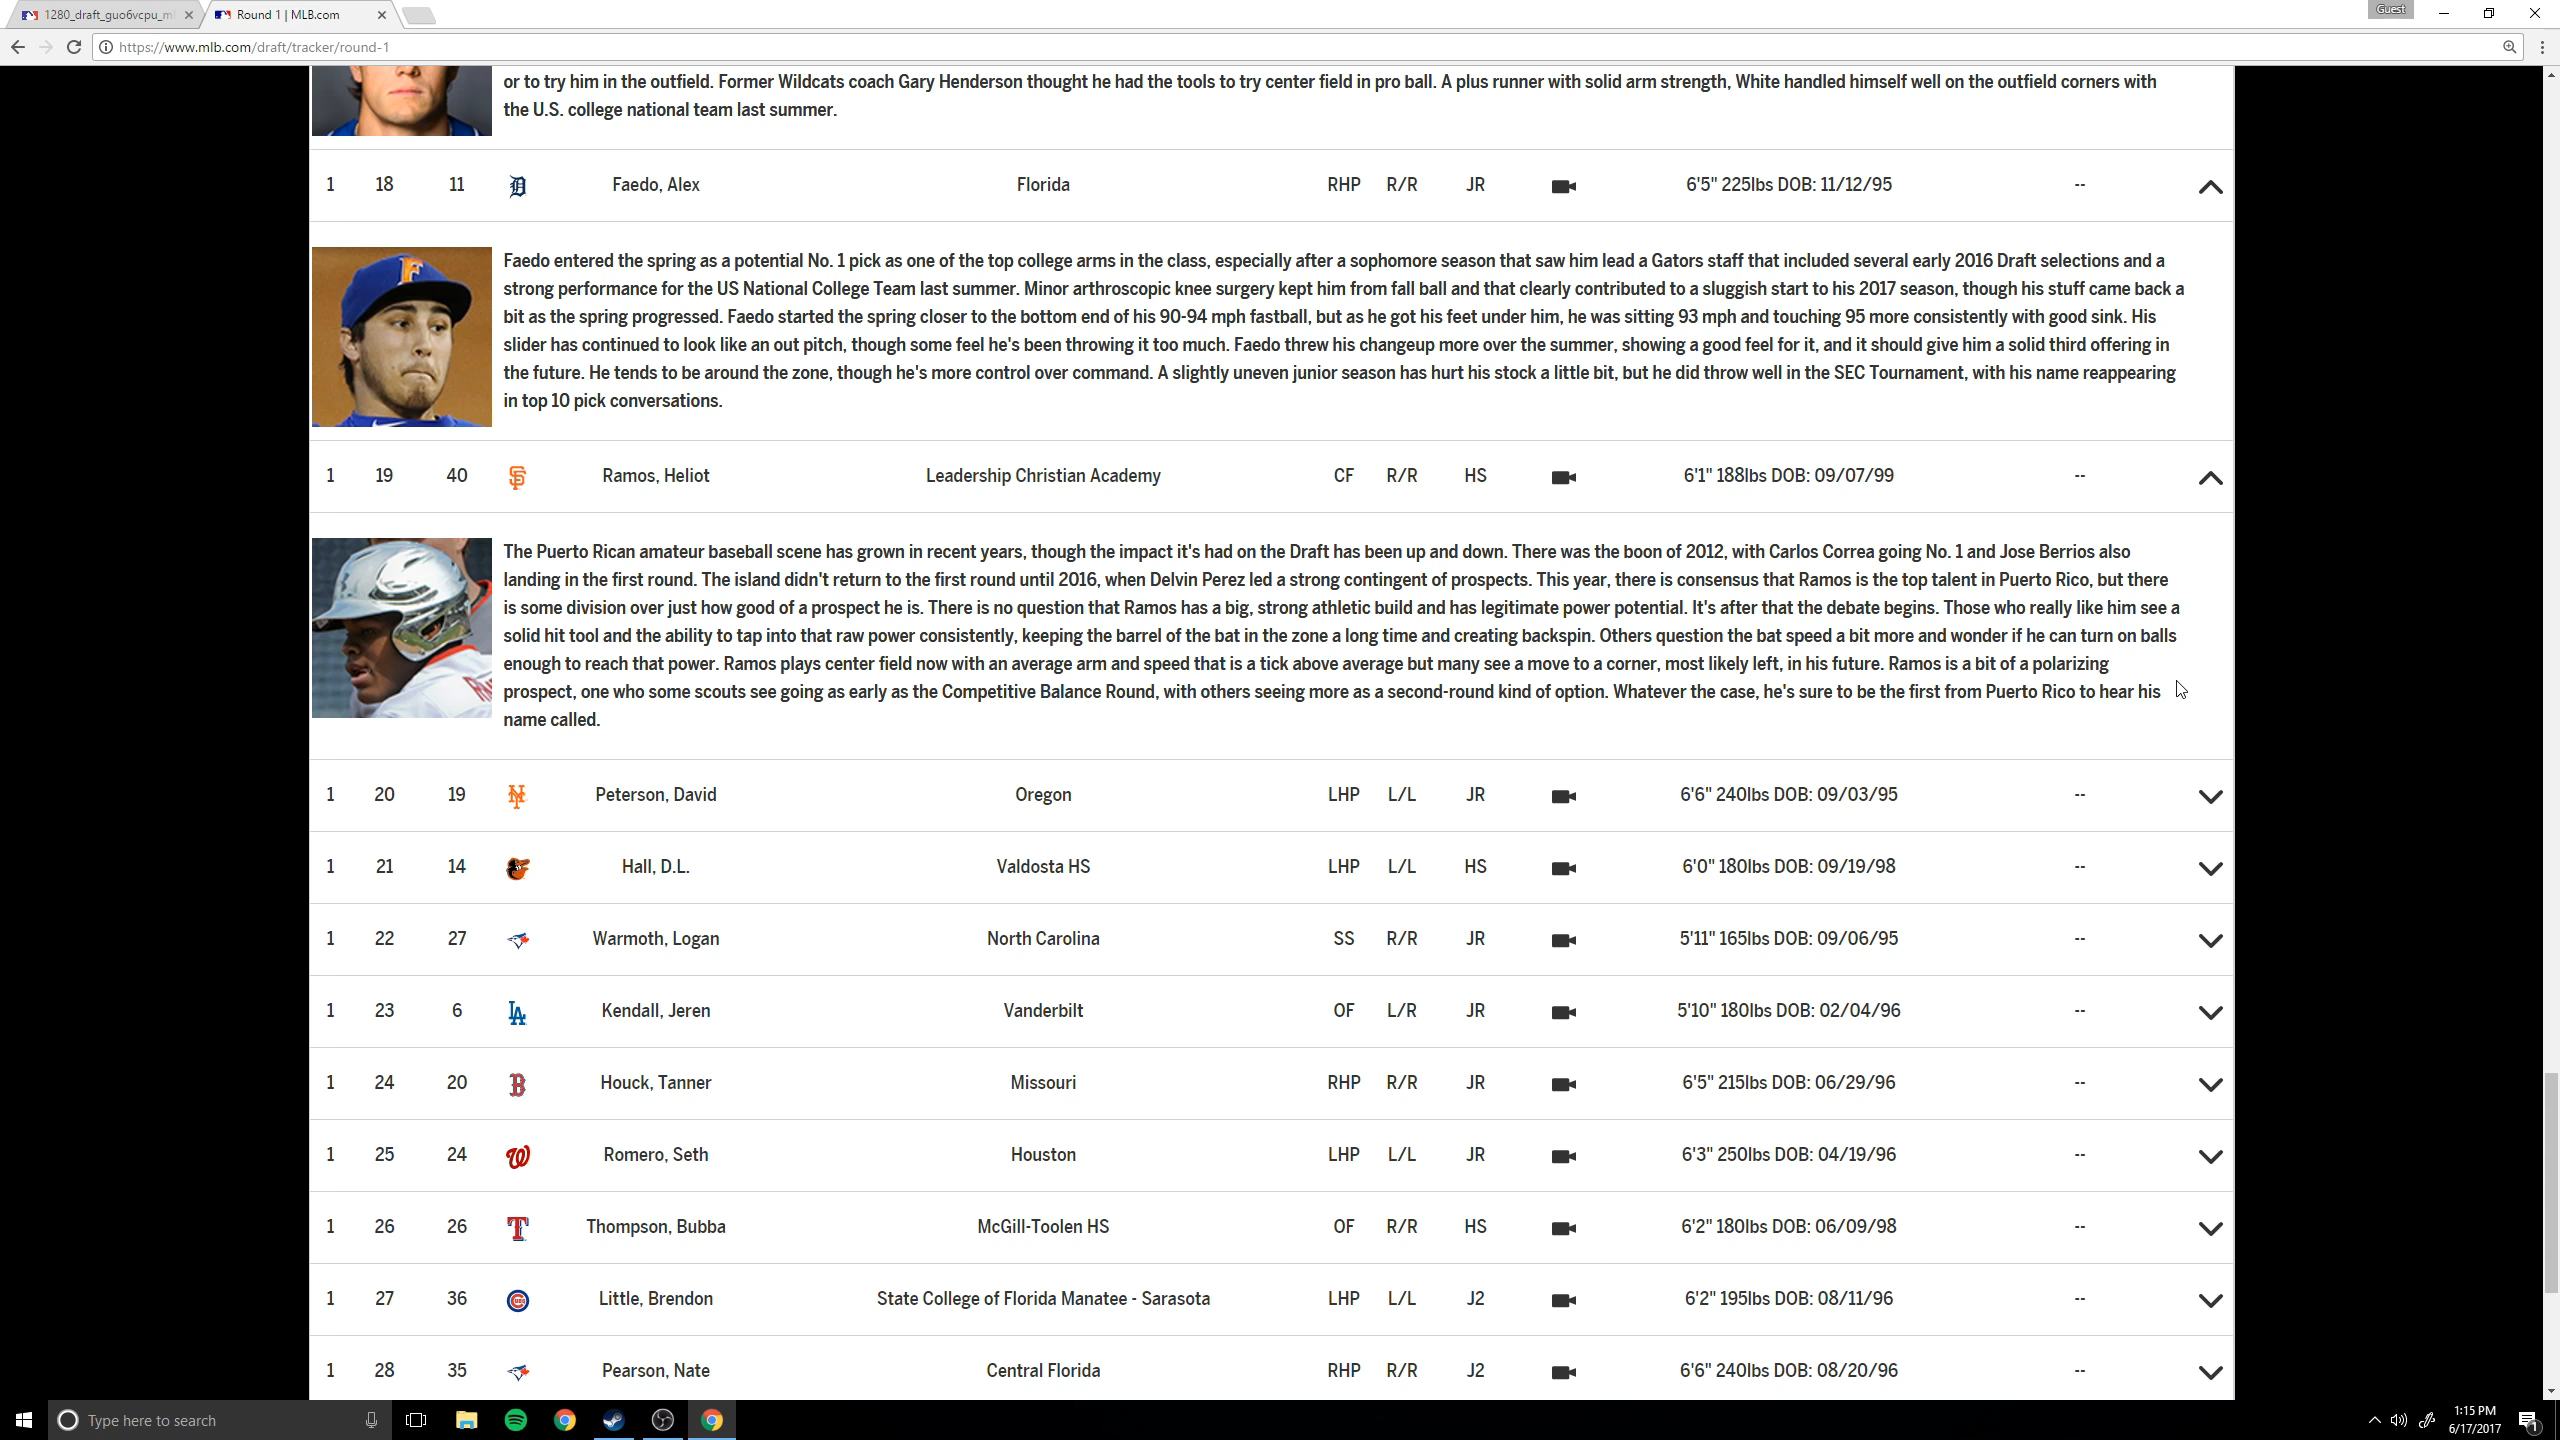 1280_draft_guo6vcpu_m
Round 1 | MLB.com
Guest
https://www.mlb.com/draft/tracker/round-1
or to try him in the outfield. Former Wildcats coach Gary Henderson thought he had the tools to try center field in pro ball. A plus runner with solid arm strength, White handled himself well on the outfield corners with
the U.S. college national team last summer.
1 18 11 Faedo, Alex Florida RHP R/R JR 6'5" 225lbs DOB: 11/12/95 --
Faedo entered the spring as a potential No. 1 pick as one of the top college arms in the class, especially after a sophomore season that saw him lead a Gators staff that included several early 2016 Draft selections and a
strong performance for the US National College Team last summer. Minor arthroscopic knee surgery kept him from fall ball and that clearly contributed to a sluggish start to his 2017 season, though his stuff came back a
bit as the spring progressed. Faedo started the spring closer to the bottom end of his 90-94 mph fastball, but as he got his feet under him, he was sitting 93 mph and touching 95 more consistently with good sink. His
slider has continued to look like an out pitch, though some feel he's been throwing it too much. Faedo threw his changeup more over the summer, showing a good feel for it, and it should give him a solid third offering in
the future. He tends to be around the zone, though he's more control over command. A slightly uneven junior season has hurt his stock a little bit, but he did throw well in the SEC Tournament, with his name reappearing
in top 10 pick conversations.
1 19 40 Ramos, Heliot Leadership Christian Academy CF R/R HS 6'1" 188lbs DOB: 09/07/99 --
The Puerto Rican amateur baseball scene has grown in recent years, though the impact it's had on the Draft has been up and down. There was the boon of 2012, with Carlos Correa going No. 1 and Jose Berrios also
landing in the first round. The island didn't return to the first round until 2016, when Delvin Perez led a strong contingent of prospects. This year, there is consensus that Ramos is the top talent in Puerto Rico, but there
is some division over just how good of a prospect he is. There is no question that Ramos has a big, strong athletic build and has legitimate power potential. It's after that the debate begins. Those who really like him see a
solid hit tool and the ability to tap into that raw power consistently, keeping the barrel of the bat in the zone a long time and creating backspin. Others question the bat speed a bit more and wonder if he can turn on balls
enough to reach that power. Ramos plays center field now with an average arm and speed that is a tick above average but many see a move to a corner, most likely left, in his future. Ramos is a bit of a polarizing
prospect, one who some scouts see going as early as the Competitive Balance Round, with others seeing more as a second-round kind of option. Whatever the case, he's sure to be the first from Puerto Rico to hear his
name called.
1 20 19 Peterson, David Oregon LHP L/L JR 6'6" 240lbs DOB: 09/03/95 --
1 21 14 Hall, D.L. Valdosta HS LHP L/L HS 6'0" 180lbs DOB: 09/19/98 --
1 22 27 Warmoth, Logan North Carolina SS R/R JR 5'11" 165lbs DOB: 09/06/95 --
1 23 6 Kendall, Jeren Vanderbilt OF L/R JR 5'10" 180lbs DOB: 02/04/96 --
1 24 20 Houck, Tanner Missouri RHP R/R JR 6'5" 215lbs DOB: 06/29/96 --
1 25 24 Romero, Seth Houston LHP L/L JR 6'3" 250lbs DOB: 04/19/96 --
1 26 26 Thompson, Bubba McGill-Toolen HS OF R/R HS 6'2" 180lbs DOB: 06/09/98 --
1 27 36 Little, Brendon State College of Florida Manatee - Sarasota LHP L/L J2 6'2" 195lbs DOB: 08/11/96 --
1 28 35 Pearson, Nate Central Florida RHP R/R J2 6'6" 240lbs DOB: 08/20/96 --
Type here to search
1:15 PM
6/17/2017
1